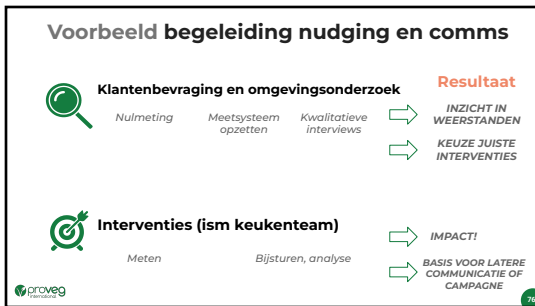 Voorbeeld begeleiding nudging en comms
Klantenbevraging en omgevingsonderzoek
Nulmeting
Meetsysteem
opzetten
Kwalitatieve
interviews
Resultaat
INZICHT IN
WEERSTANDEN
KEUZE JUISTE
INTERVENTIES
Interventies (ism keukenteam)
Meten
Bijsturen, analyse
IMPACT!
BASIS VOOR LATERE
COMMUNICATIE OF
CAMPAGNE
proveg
international
76